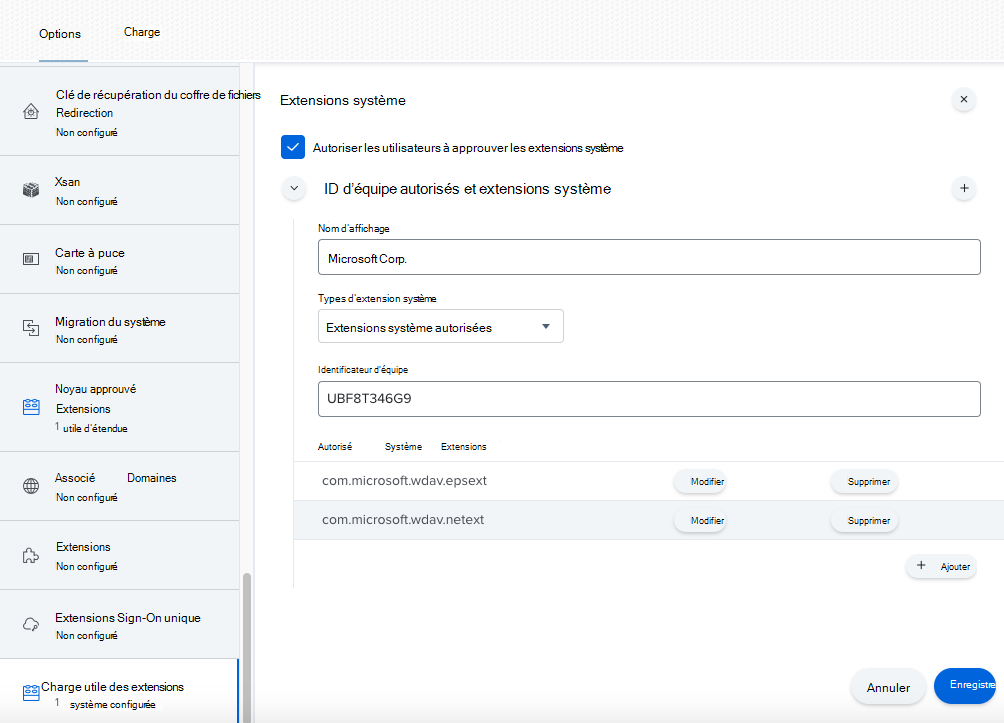 Options
Charge
Clé de récupération du coffre de fichiers
Redirection
Non configuré
Xsan
Non configuré
Carte à puce
Non configuré
Migration du système
Non configuré
Noyau approuvé
Extensions
1 utile d'étendue
Associé Domaines
Non configuré
Extensions
Non configuré
Extensions Sign-On unique
Non configuré
Charge utile des extensions
1 système configurée
Extensions système
Autoriser les utilisateurs à approuver les extensions système
ID d'équipe autorisés et extensions système
Nom d'affichage
Microsoft Corp.
Types d'extension système
Extensions système autorisées
Identificateur d'équipe
UBF8T346G9
Autorisé Système Extensions
com.microsoft.wdav.epsext Modifier Supprimer
com.microsoft.wdav.netext Modifier Supprimer
+ Ajouter
Annuler
Enregistre